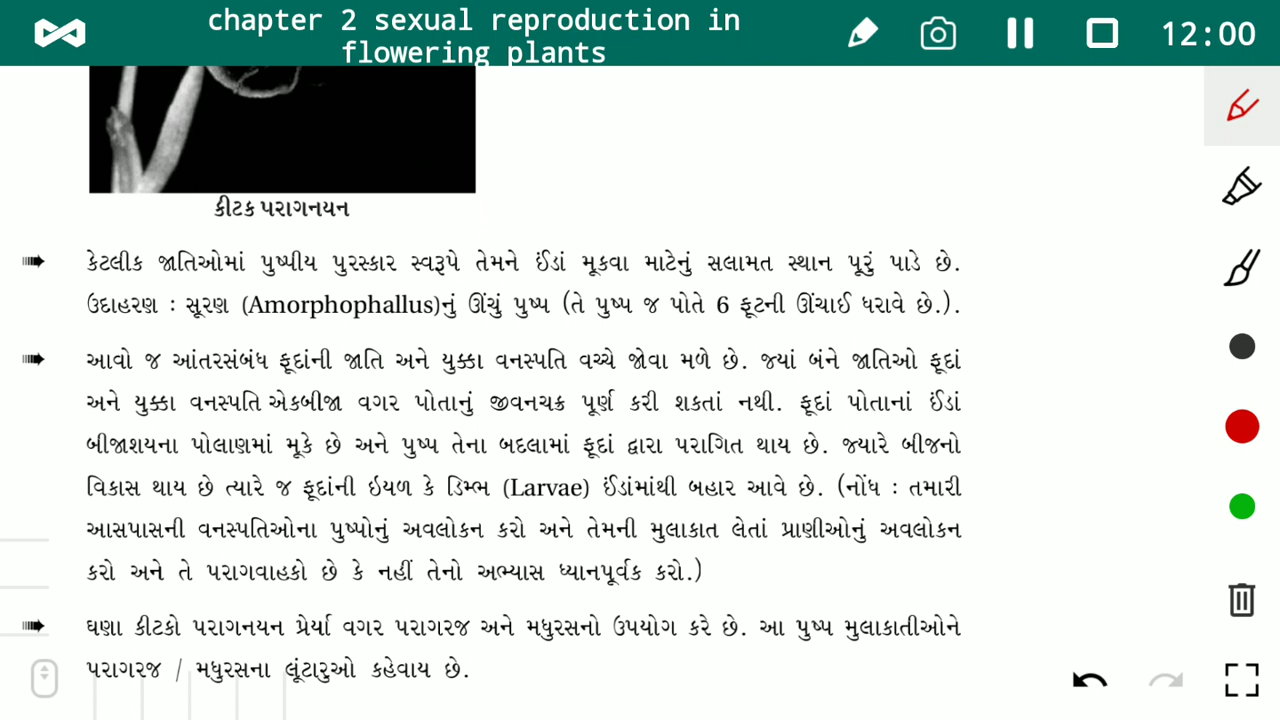 chapter 2 sexual reproduction in
flowering plants
12:00
કીટક પરાગનયન
કેટલીક જાતિઓમાં પુષ્પીય પુરસ્કાર સ્વરૂપે તેમને ઈંડાં મૂકવા માટેનું સલામત સ્થાન પૂરું પાડે છે.
ઉદાહરણ : સૂરણ (Amorphophallus)નું ઊંચું પુષ્પ (તે પુષ્પ જ પોતે 6 ફૂટની ઊંચાઈ ધરાવે છે.).
આવો જ આંતરસંબંધ ફૂદાંની જાતિ અને યુક્કા વનસ્પતિ વચ્ચે જોવા મળે છે. જ્યાં બંને જાતિઓ ફૂદાં
અને યુક્કા વનસ્પતિ એકબીજા વગર પોતાનું જીવનચક્ર પૂર્ણ કરી શકતાં નથી. ફૂદાં પોતાનાં ઈંડાં
બીજાશયના પોલાણમાં મૂકે છે અને પુષ્પ તેના બદલામાં ફૂદાં દ્વારા પરાગિત થાય છે. જ્યારે બીજનો
વિકાસ થાય છે ત્યારે જ ફૂદાંની ઇયળ કે ડિમ્ભ (Larvae) ઈંડાંમાંથી બહાર આવે છે. (નોંધ : તમારી
આસપાસની વનસ્પતિઓના પુષ્પોનું અવલોકન કરો અને તેમની મુલાકાત લેતાં પ્રાણીઓનું અવલોકન
કરો અને તે પરાગવાહકો છે કે નહીં તેનો અભ્યાસ ધ્યાનપૂર્વક કરો.)
ઘણા કીટકો પરાગનયન પ્રેર્યા વગર પરાગરજ અને મધુરસનો ઉપયોગ કરે છે. આ પુષ્પ મુલાકાતીઓને
પરાગરજ / મધુરસના લૂંટારુઓ કહેવાય છે.